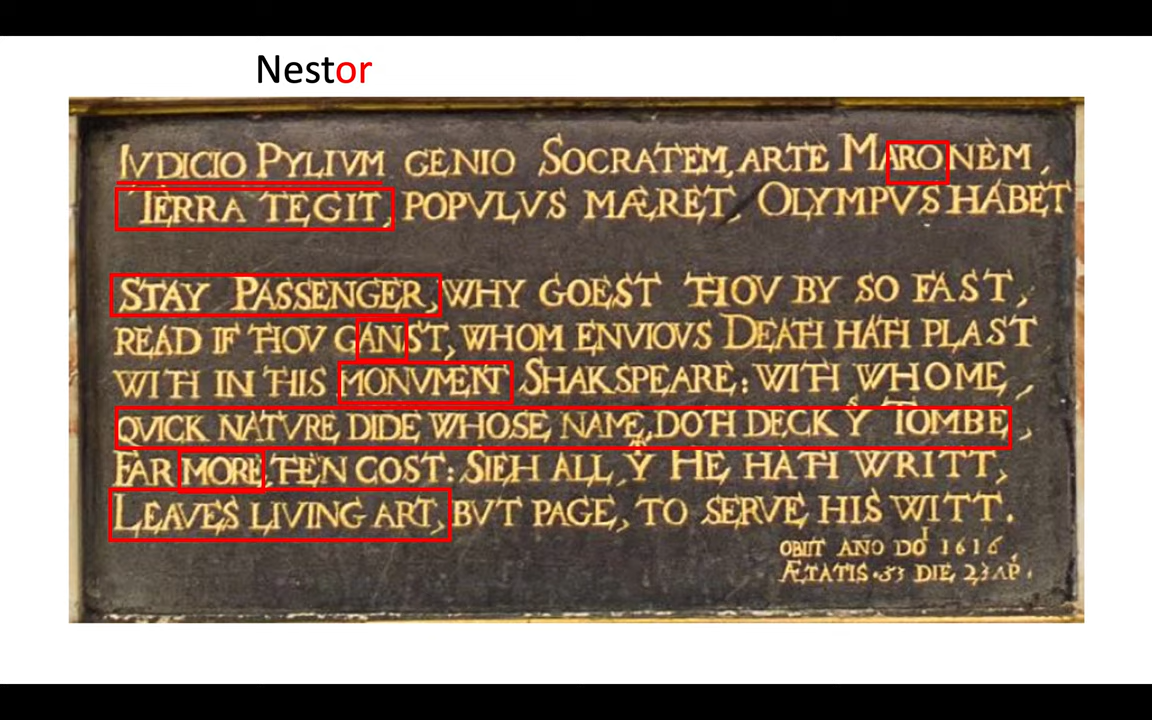 Nestor
IVDICIO PYLIVM GENIO SOCRATEM, ARTE MARONEM,
TERRA TEGIT, POPVLVS MÆRET, OLYMPVS HABET
STAY PASSENGER, WHY GOEST THOV BY SO FAST,
READ IF THOV CANST, WHOM ENVIOVS DEATH HATH PLAST
WITH IN THIS MONVMENT SHAKSPEARE: WITH WHOME,
QVICK NATVRE DIDE WHOSE NAME, DOTH DECK Yͤ TOMBE,
FAR MORE, THEN COST: SIEH ALL, Yͭ HE HATH WRITT,
LEAVES LIVING ART, BVT PAGE, TO SERVE HIS WITT.
OBIIT ANO DOⁱ 1616,
ÆTATIS·53 DIE 23 AP.